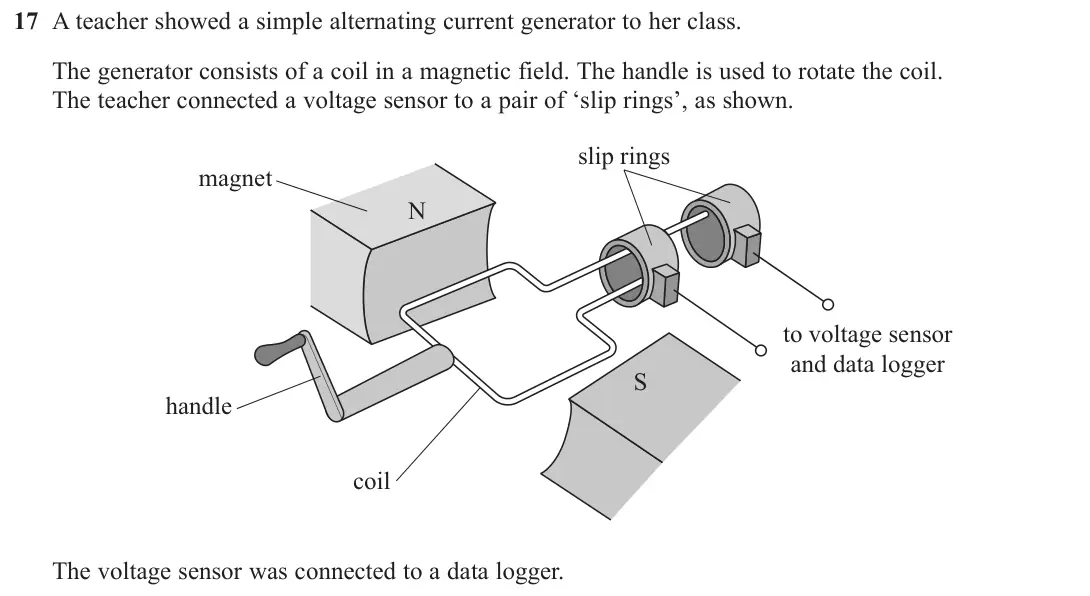 17 A teacher showed a simple alternating current generator to her class.
The generator consists of a coil in a magnetic field. The handle is used to rotate the coil.
The teacher connected a voltage sensor to a pair of ‘slip rings’, as shown.
slip rings
magnet
N
to voltage sensor
and data logger
S
handle
coil
The voltage sensor was connected to a data logger.